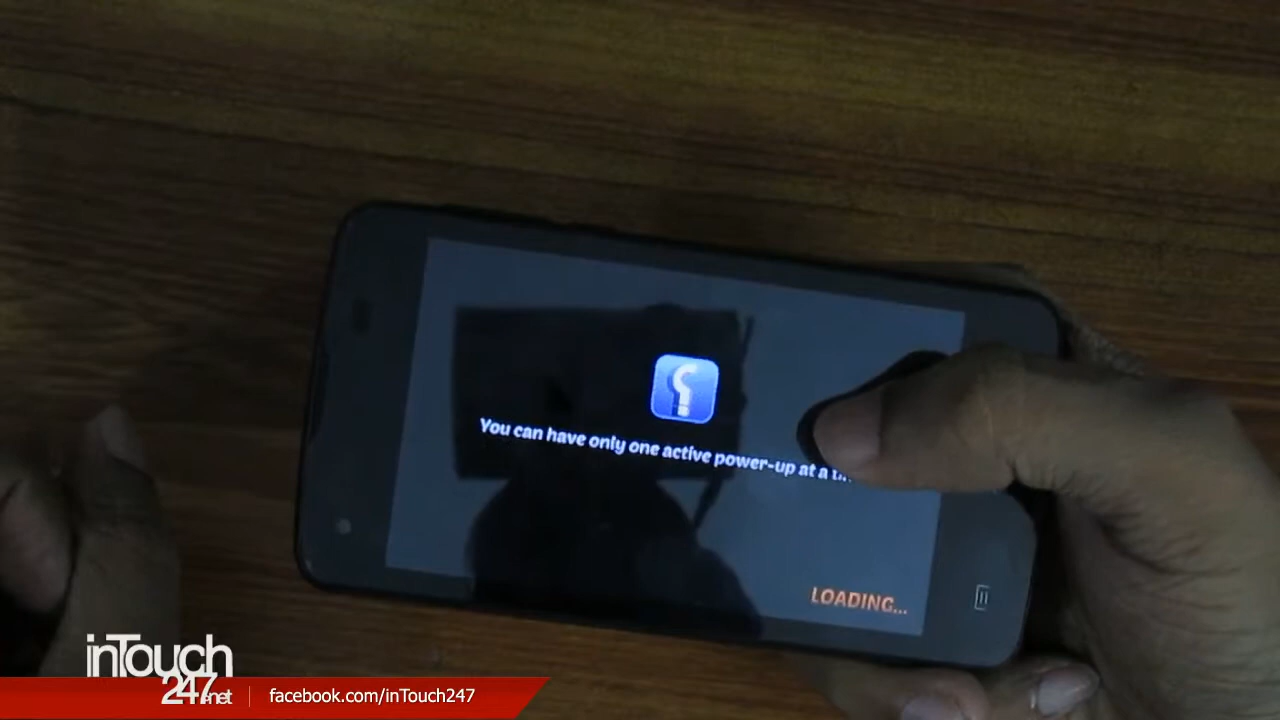 You can have only one active power-up at a
LOADING...
inTouch
247.net
facebook.com/inTouch247